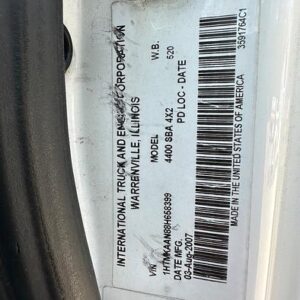 INTERNATIONAL TRUCK AND ENGINE CORPORATION
WARRENVILLE, ILLINOIS
MODEL W.B.
4400 SBA 4X2 520
PD LOC - DATE
VIN
1HTMKAAN88H668399
DATE MFG.
03-Aug-2007
MADE IN THE UNITED STATES OF AMERICA
3591764C1